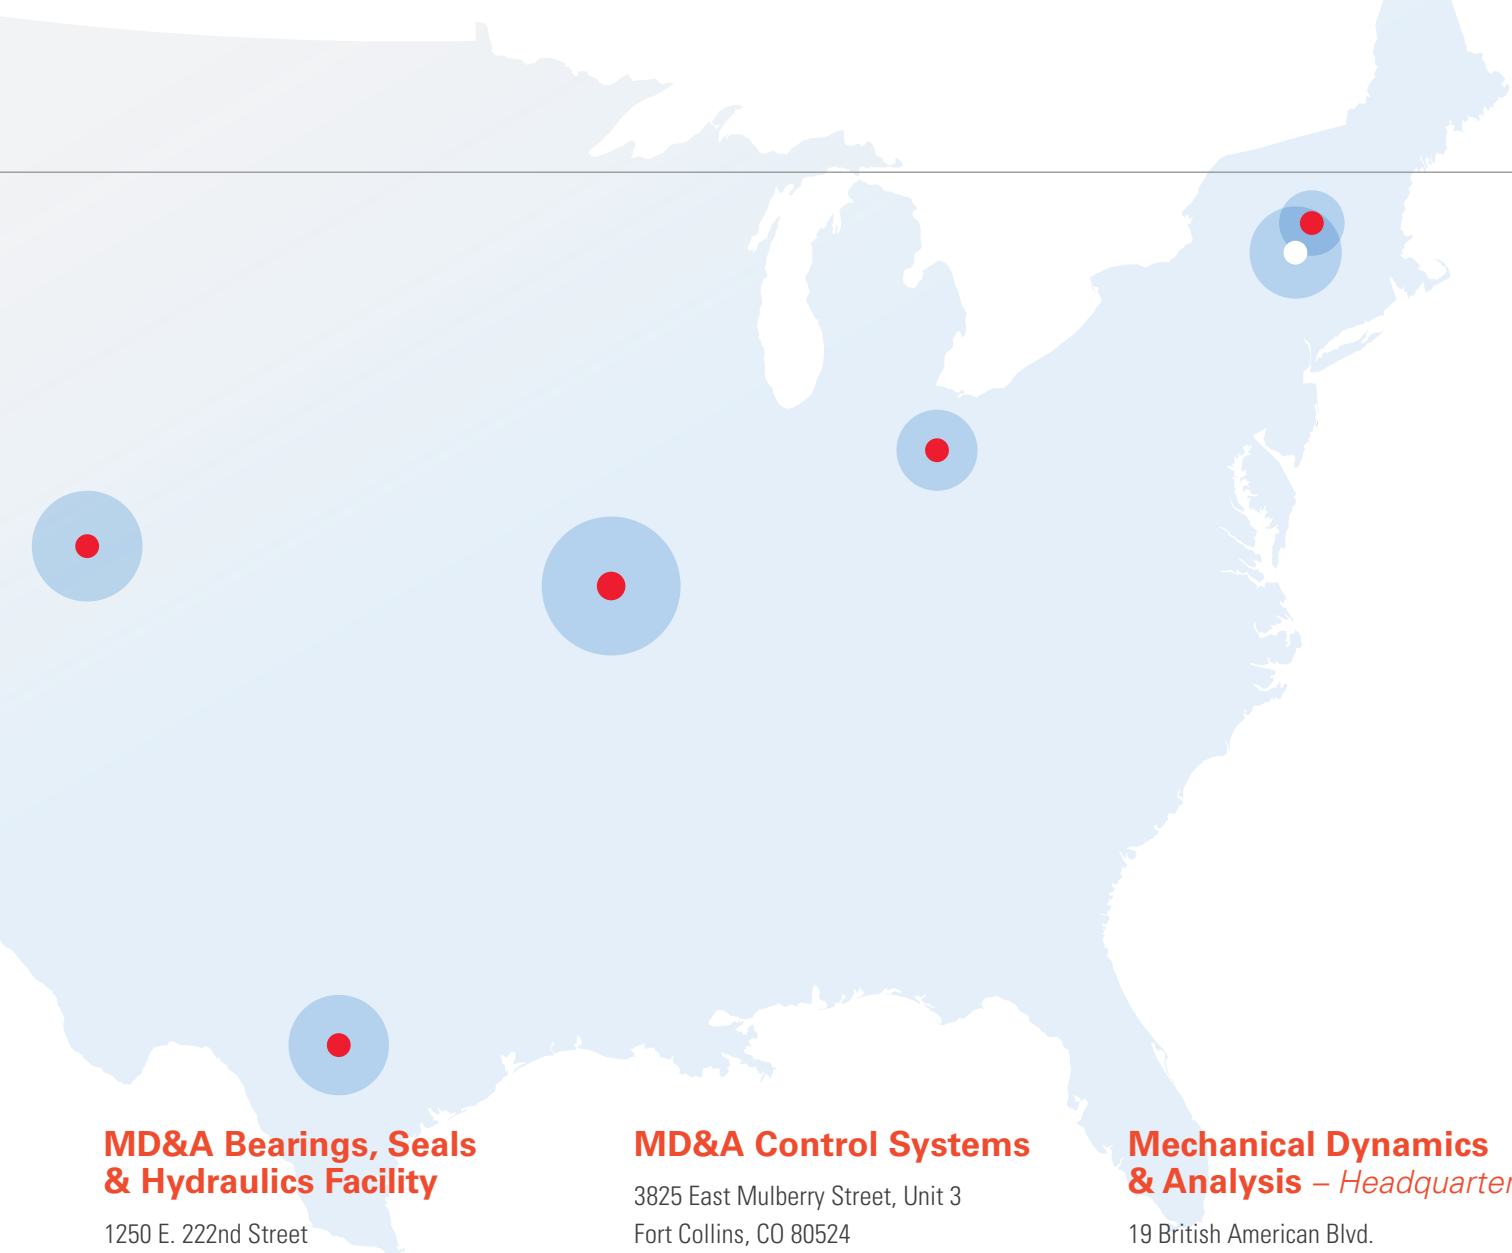 MD&A Bearings, Seals
& Hydraulics Facility
1250 E. 222nd Street
MD&A Control Systems
3825 East Mulberry Street, Unit 3
Fort Collins, CO 80524
Mechanical Dynamics
& Analysis – Headquarter
19 British American Blvd.